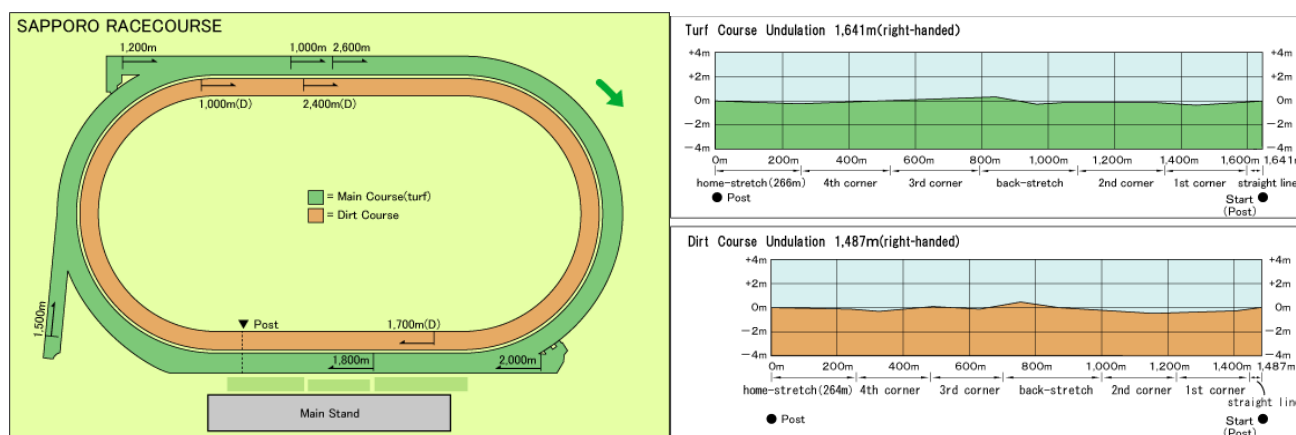 SAPPORO RACECOURSE
1,200m
1,000m 2,600m
1,000m(D)
2,400m(D)
= Main Course(turf)
= Dirt Course
1,500m
Post
1,700m(D)
1,800m
2,000m
Main Stand
Turf Course Undulation 1,641m(right-handed)
+4m +4m
+2m +2m
0m 0m
−2m −2m
−4m −4m
0m 200m 400m 600m 800m 1,000m 1,200m 1,400m 1,600m 1,641m
home-stretch(266m) 4th corner 3rd corner back-stretch 2nd corner 1st corner straight line
Post Start
(Post)
Dirt Course Undulation 1,487m(right-handed)
+4m +4m
+2m +2m
0m 0m
−2m −2m
−4m −4m
0m 200m 400m 600m 800m 1,000m 1,200m 1,400m 1,487m
home-stretch(264m) 4th corner 3rd corner back-stretch 2nd corner 1st corner
straight line
Post Start
(Post)